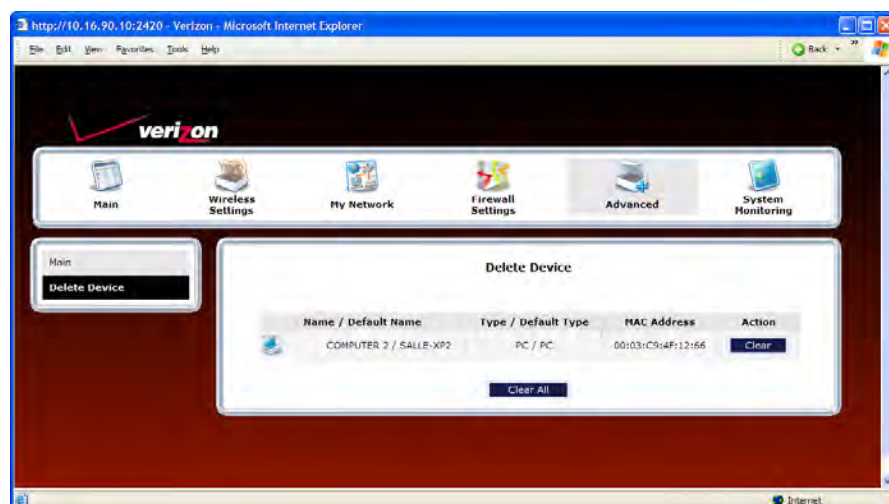 http://10.16.90.10:2420 - Verizon - Microsoft Internet Explorer
File Edit View Favorites Tools Help
Back
verizon
Main
Wireless Settings
My Network
Firewall Settings
Advanced
System Monitoring
Main
Delete Device
Delete Device
Name / Default Name Type / Default Type MAC Address Action
COMPUTER 2 / SALLE-XP2 PC / PC 00:03:C9:4F:12:66 Clear
Clear All
Internet